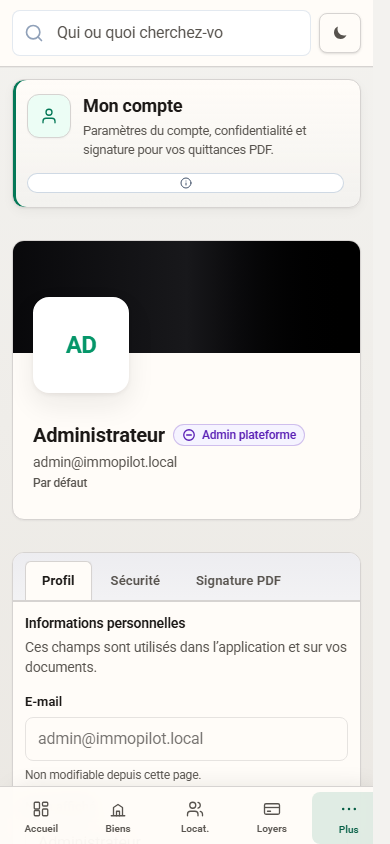 Qui ou quoi cherchez-vo
Mon compte
Paramètres du compte, confidentialité et
signature pour vos quittances PDF.
AD
Administrateur
Admin plateforme
admin@immopilot.local
Par défaut
Profil
Sécurité
Signature PDF
Informations personnelles
Ces champs sont utilisés dans l’application et sur vos
documents.
E-mail
admin@immopilot.local
Non modifiable depuis cette page.
Accueil
Biens
Locat.
Loyers
Plus